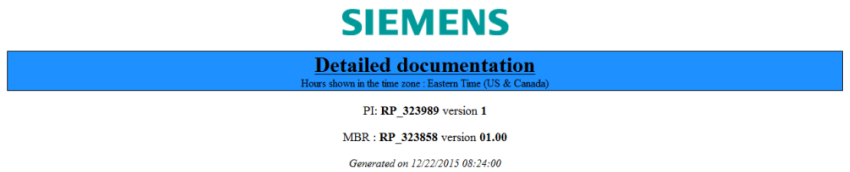 SIEMENS
Detailed documentation
Hours shown in the time zone : Eastern Time (US & Canada)
PI: RP_323989 version 1
MBR : RP_323858 version 01.00
Generated on 12/22/2015 08:24:00